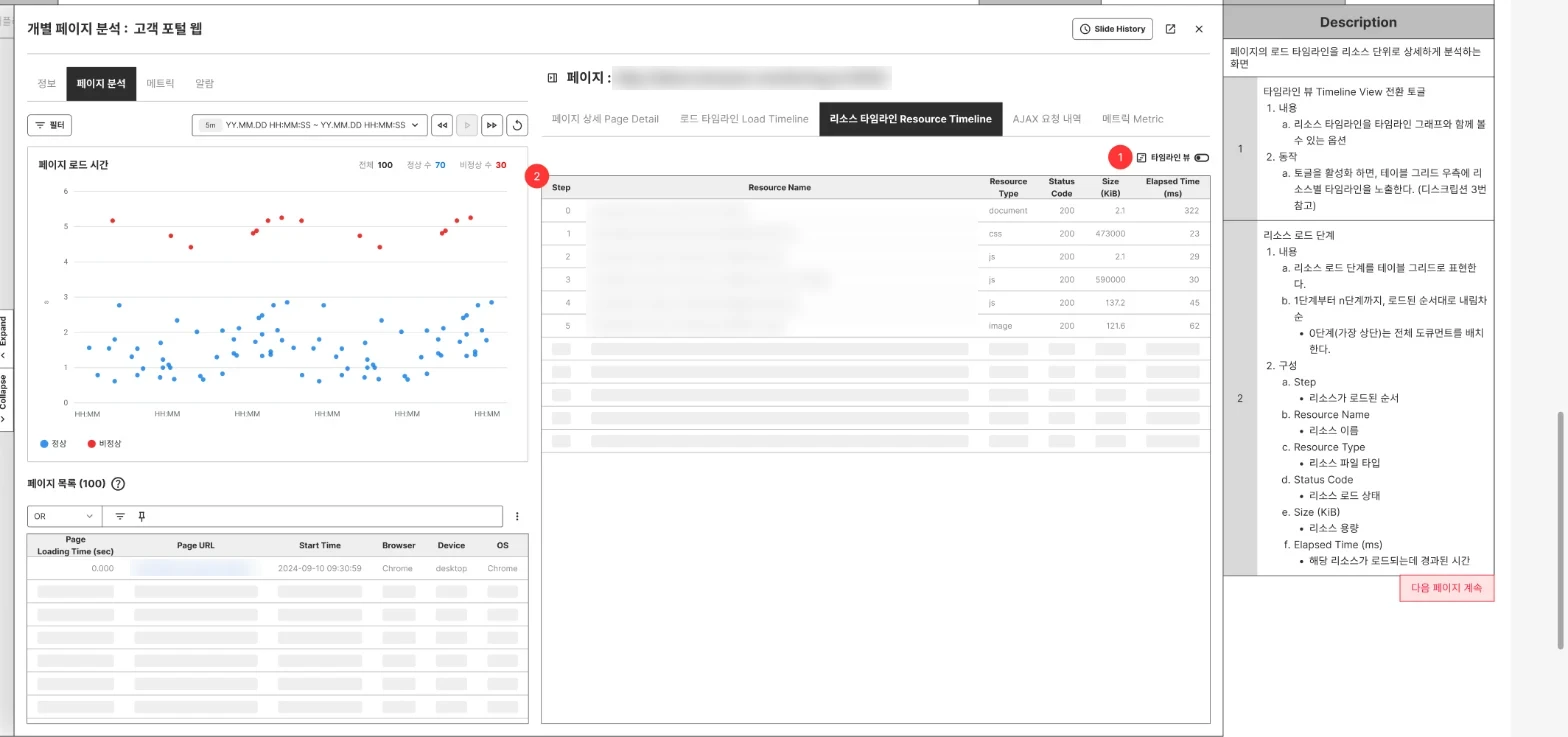 개별 페이지 분석 : 고객 포털 웹
Slide History
정보
페이지 분석
메트릭
알람
필터
5m YY.MM.DD HH:MM:SS ~ YY.MM.DD HH:MM:SS
페이지 로드 시간
전체 100 정상 수 70 비정상 수 30
6
5
4
3
2
1
0
HH:MM HH:MM HH:MM HH:MM HH:MM HH:MM
정상 비정상
페이지 목록 (100) ?
OR
Page Loading Time (sec) Page URL Start Time Browser Device OS
0.000 2024-09-10 09:30:59 Chrome desktop Chrome
Expand
Collapse
페이지 :
페이지 상세 Page Detail
로드 타임라인 Load Timeline
리소스 타임라인 Resource Timeline
AJAX 요청 내역
메트릭 Metric
1 타임라인 뷰
2
Step Resource Name Resource Type Status Code Size (KiB) Elapsed Time (ms)
0 document 200 2.1 322
1 css 200 473000 23
2 js 200 2.1 29
3 js 200 590000 30
4 js 200 137.2 45
5 image 200 121.6 62
Description
페이지의 로드 타임라인을 리소스 단위로 상세하게 분석하는
화면
1
타임라인 뷰 Timeline View 전환 토글
1. 내용
a. 리소스 타임라인을 타임라인 그래프와 함께 볼
수 있는 옵션
2. 동작
a. 토글을 활성화 하면, 테이블 그리드 우측에 리
소스별 타임라인을 노출한다. (디스크립션 3번
참고)
2
리소스 로드 단계
1. 내용
a. 리소스 로드 단계를 테이블 그리드로 표현한
다.
b. 1단계부터 n단계까지, 로드된 순서대로 내림차
순
• 0단계(가장 상단)는 전체 도큐먼트를 배치
한다.
2. 구성
a. Step
• 리소스가 로드된 순서
b. Resource Name
• 리소스 이름
c. Resource Type
• 리소스 파일 타입
d. Status Code
• 리소스 로드 상태
e. Size (KiB)
• 리소스 용량
f. Elapsed Time (ms)
• 해당 리소스가 로드되는데 경과된 시간
다음 페이지 계속